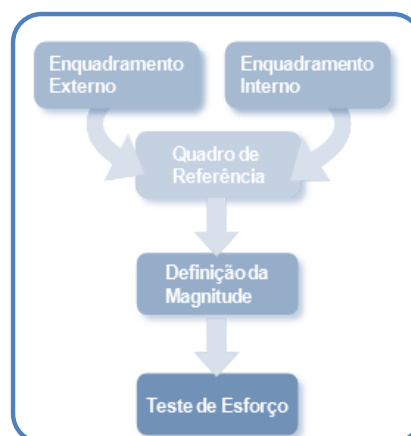 Enquadramento
Externo
Enquadramento
Interno
Quadro de
Referência
Definição da
Magnitude
Teste de Esforço